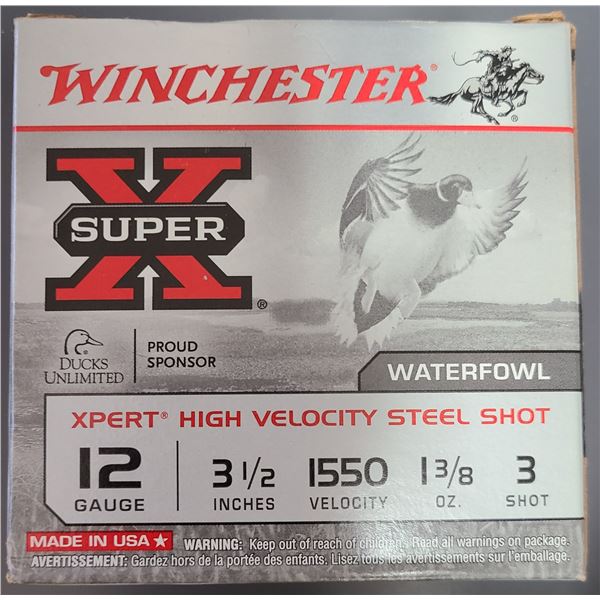 WINCHESTER®
®
X
SUPER
®
DUCKS
UNLIMITED
PROUD
SPONSOR
WATERFOWL
XPERT® HIGH VELOCITY STEEL SHOT
12 3 1/2 1550 1 3/8 3
GAUGE INCHES VELOCITY OZ. SHOT
MADE IN USA★
WARNING: Keep out of reach of children. Read all warnings on package.
AVERTISSEMENT: Gardez hors de la portée des enfants. Lisez tous les avertissements sur l'emballage.